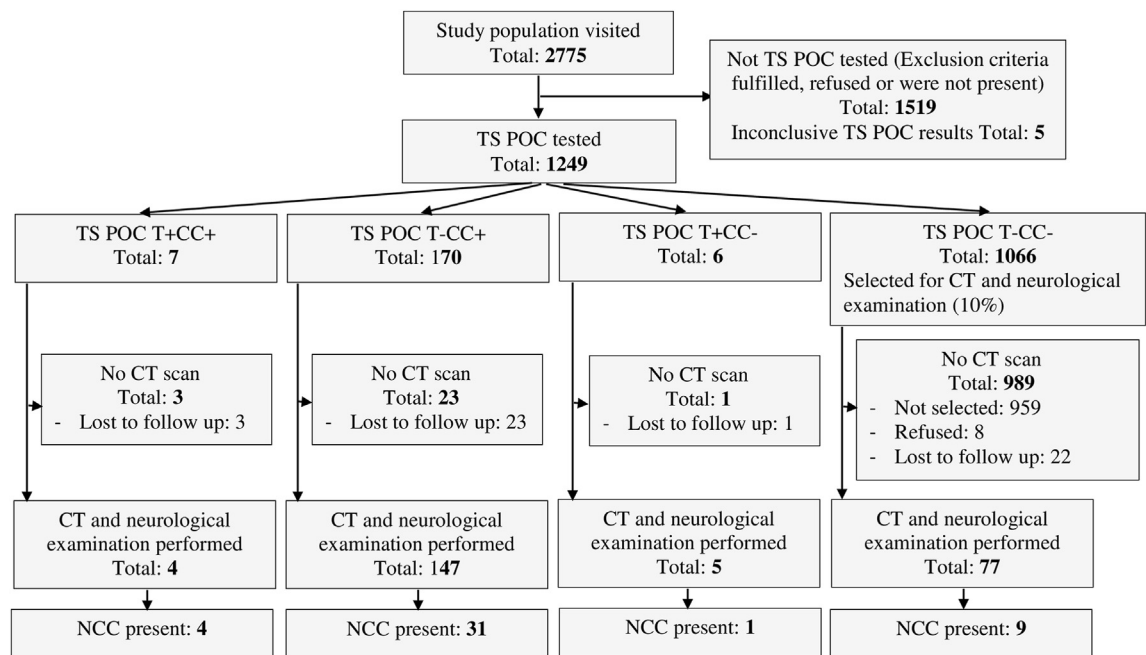 Study population visited
Total: 2775
Not TS POC tested (Exclusion criteria
fulfilled, refused or were not present)
Total: 1519
Inconclusive TS POC results Total: 5
TS POC tested
Total: 1249
TS POC T+CC+
Total: 7
TS POC T-CC+
Total: 170
TS POC T+CC-
Total: 6
TS POC T-CC-
Total: 1066
Selected for CT and neurological
examination (10%)
No CT scan
Total: 3
- Lost to follow up: 3
No CT scan
Total: 23
- Lost to follow up: 23
No CT scan
Total: 1
- Lost to follow up: 1
No CT scan
Total: 989
- Not selected: 959
- Refused: 8
- Lost to follow up: 22
CT and neurological
examination performed
Total: 4
CT and neurological
examination performed
Total: 147
CT and neurological
examination performed
Total: 5
CT and neurological
examination performed
Total: 77
NCC present: 4
NCC present: 31
NCC present: 1
NCC present: 9